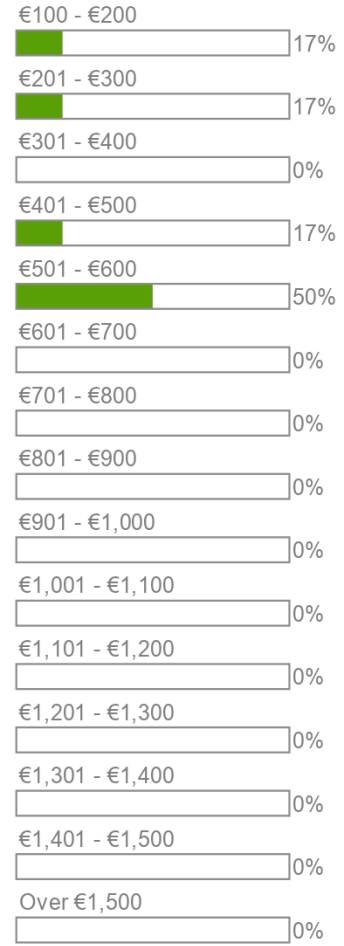 €100 - €200
17%
€201 - €300
17%
€301 - €400
0%
€401 - €500
17%
€501 - €600
50%
€601 - €700
0%
€701 - €800
0%
€801 - €900
0%
€901 - €1,000
0%
€1,001 - €1,100
0%
€1,101 - €1,200
0%
€1,201 - €1,300
0%
€1,301 - €1,400
0%
€1,401 - €1,500
0%
Over €1,500
0%